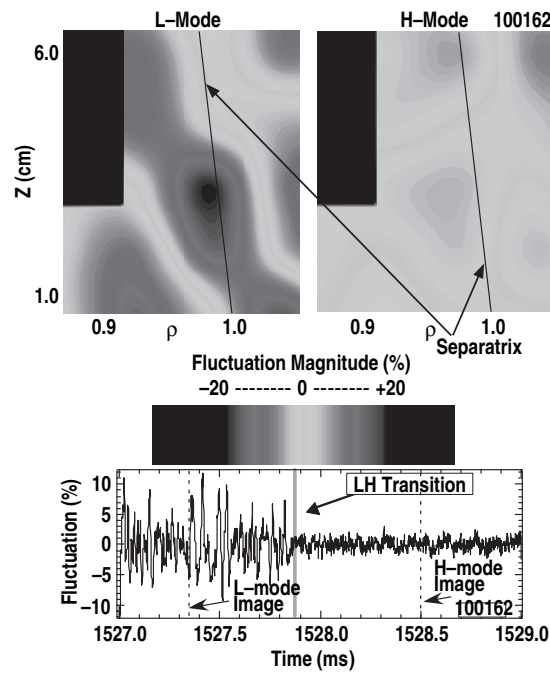 L–Mode
H–Mode 100162
6.0
Z (cm)
1.0
0.9 ρ 1.0
0.9 ρ 1.0
Separatrix
Fluctuation Magnitude (%)
–20 -------- 0 -------- +20
LH Transition
10
5
0
–5
–10
Fluctuation (%)
L–mode
Image
H–mode
Image
100162
1527.0 1527.5 1528.0 1528.5 1529.0
Time (ms)